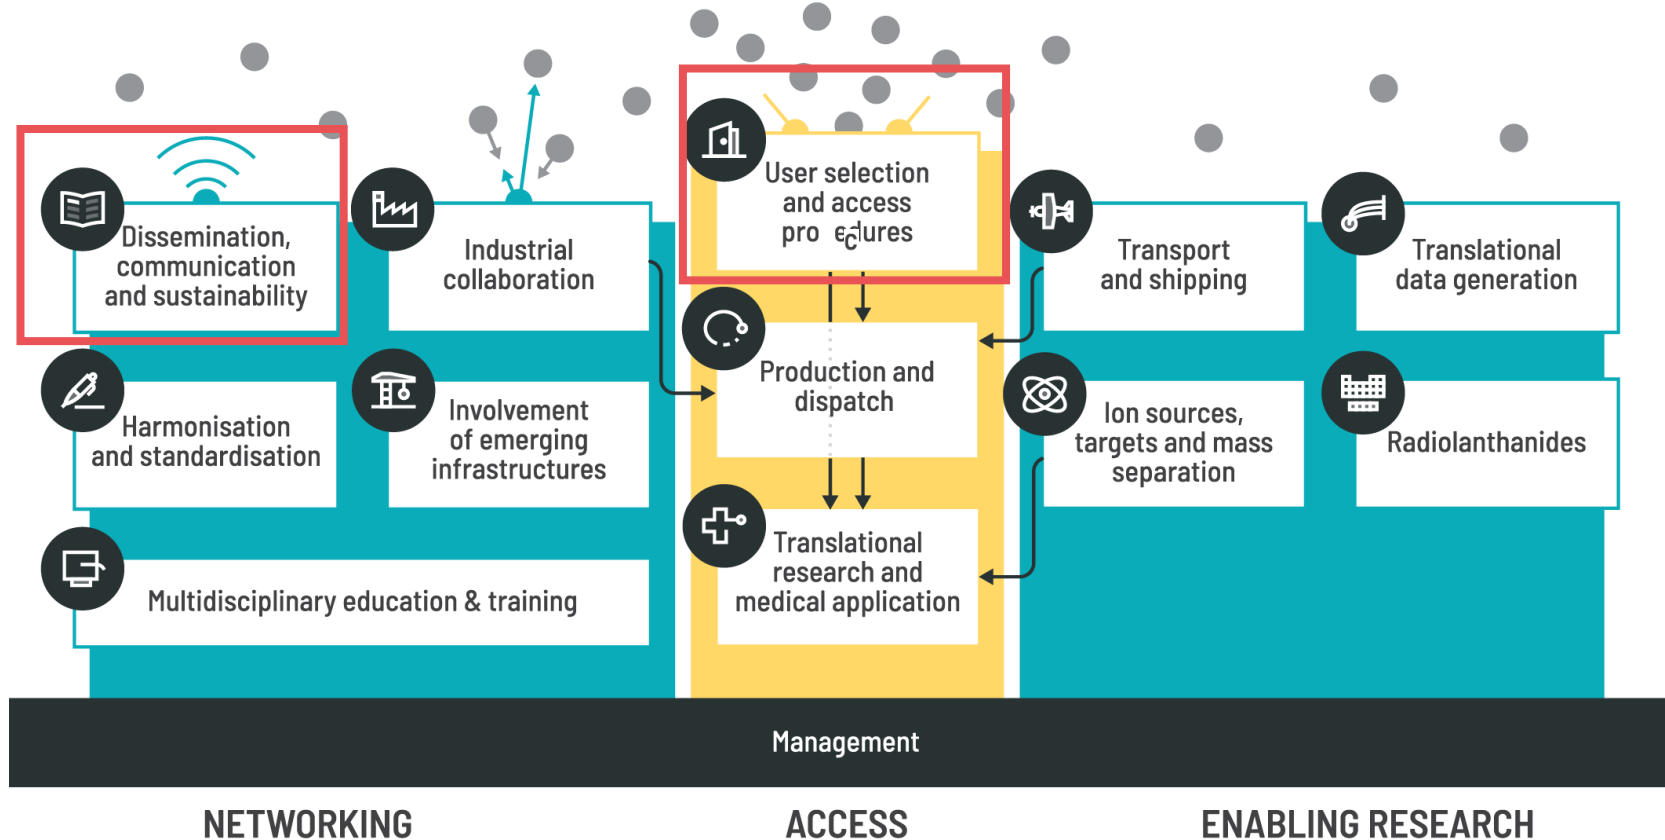 Dissemination,
communication
and sustainability
Industrial
collaboration
Harmonisation
and standardisation
Involvement
of emerging
infrastructures
Multidisciplinary education & training
User selection
and access
procedures
Production and
dispatch
Translational
research and
medical application
Transport
and shipping
Translational
data generation
Ion sources,
targets and mass
separation
Radiolanthanides
Management
NETWORKING
ACCESS
ENABLING RESEARCH